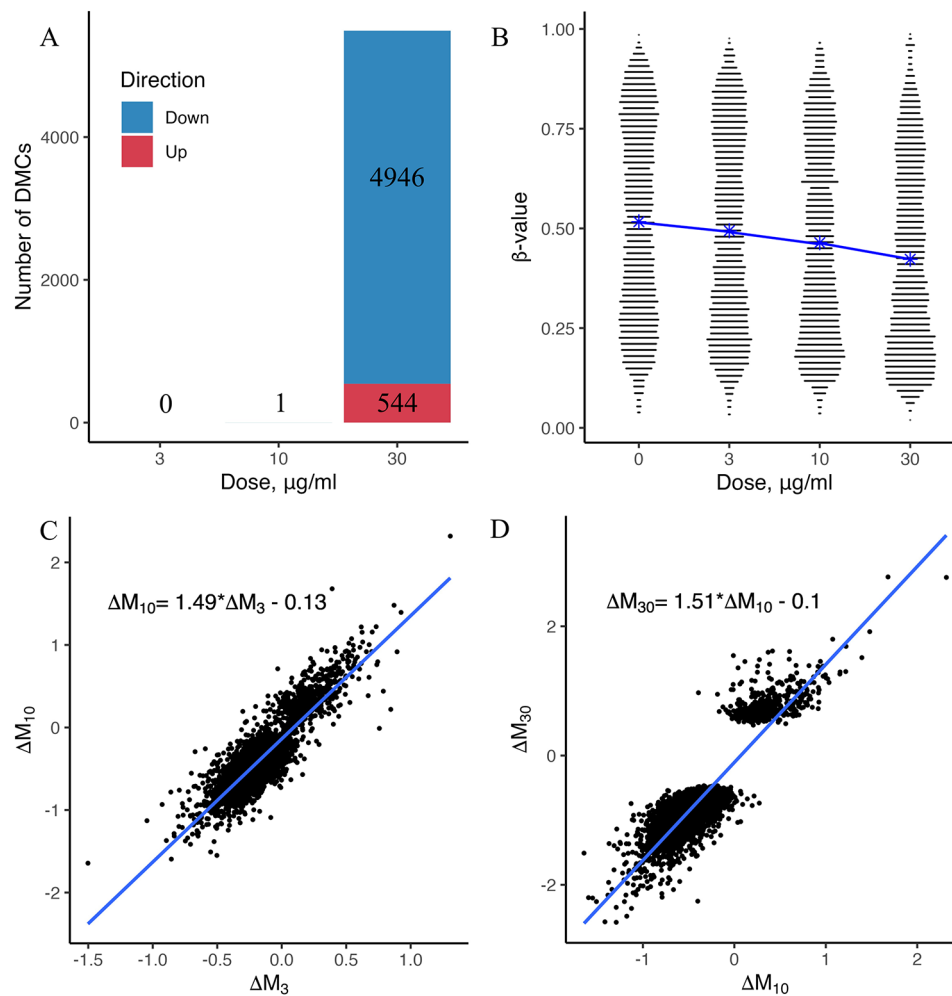 A
Direction
Down
Up
Number of DMCs
4000
2000
0
4946
544
0
1
3
10
30
Dose, µg/ml
B
β-value
1.00
0.75
0.50
0.25
0.00
0
3
10
30
Dose, µg/ml
C
ΔM₁₀= 1.49*ΔM₃ - 0.13
ΔM₁₀
2
1
0
-1
-2
-1.5
-1.0
-0.5
0.0
0.5
1.0
ΔM₃
D
ΔM₃₀= 1.51*ΔM₁₀ - 0.1
ΔM₃₀
2
0
-2
-1
0
1
2
ΔM₁₀